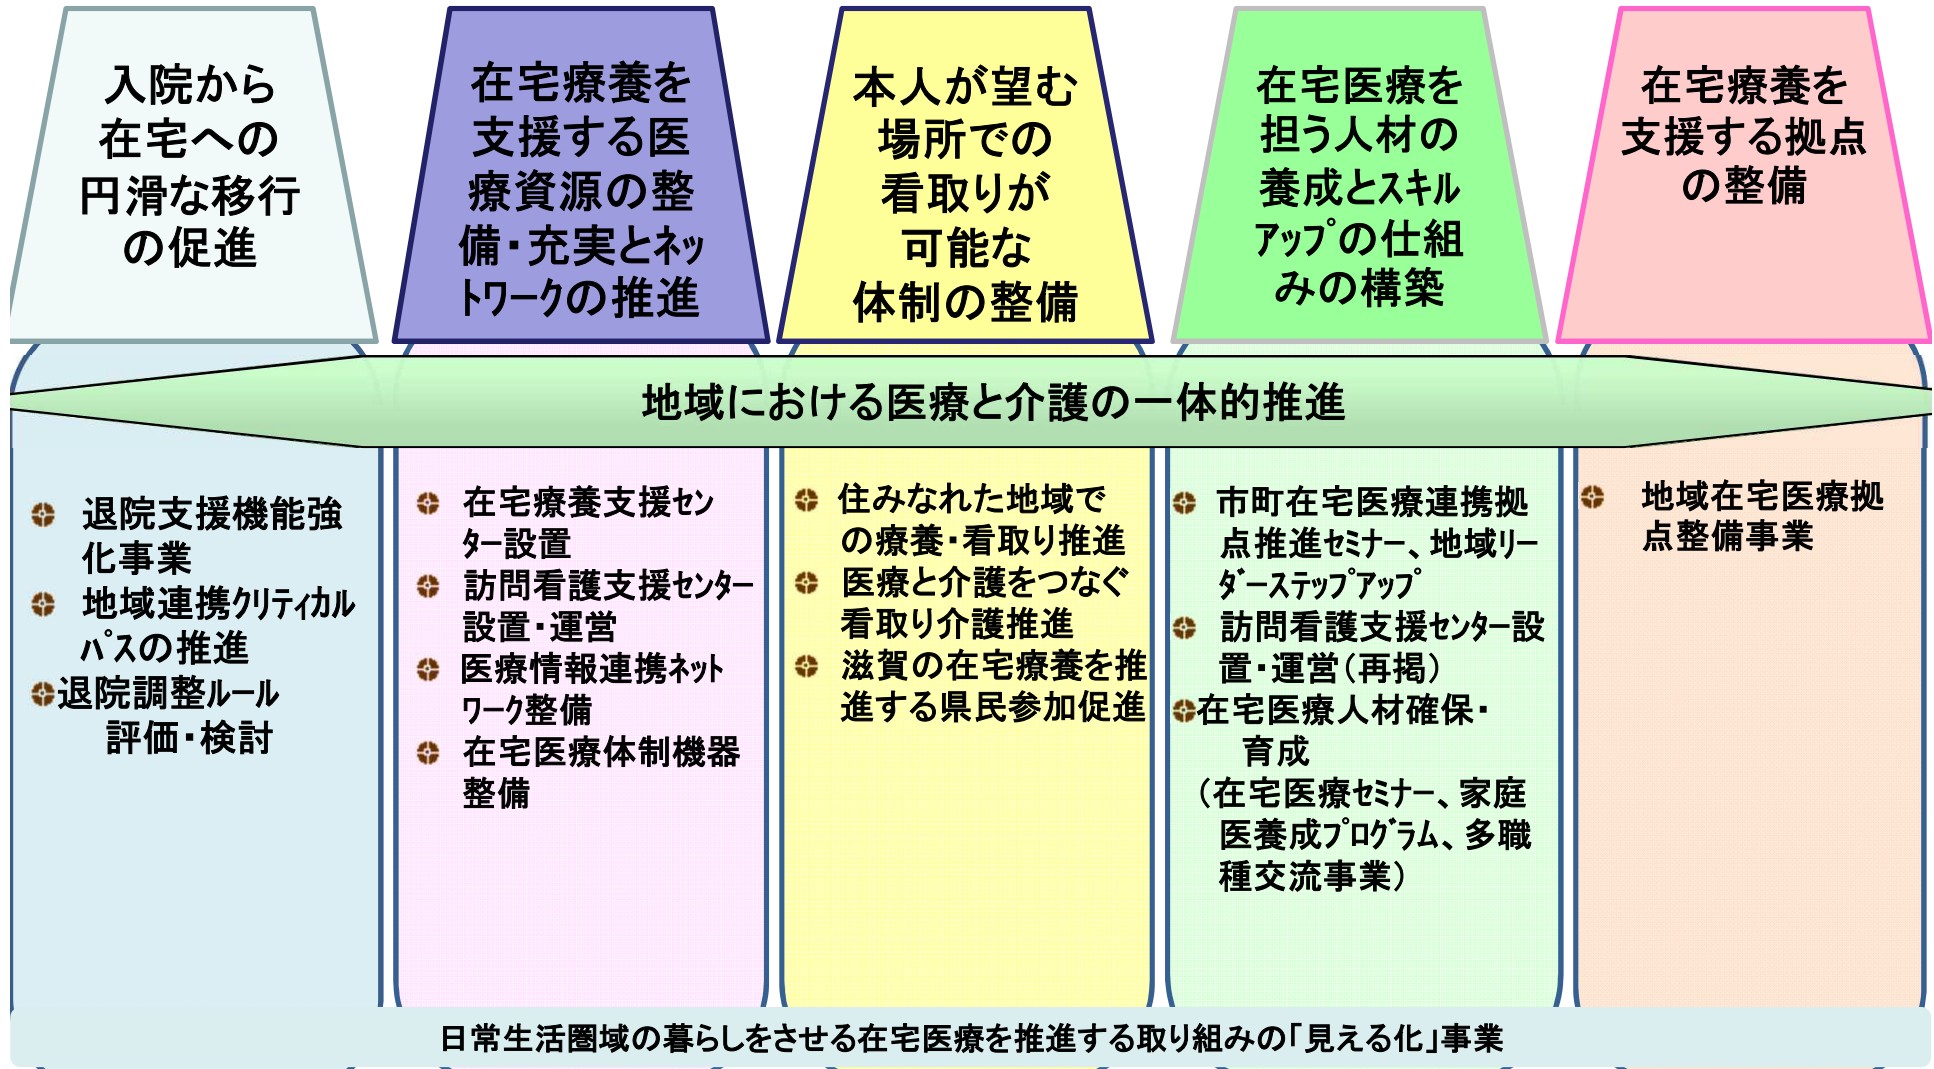 入院から
在宅への
円滑な移行
の促進
在宅療養を
支援する医
療資源の整
備・充実とﾈｯ
ﾄﾜｰｸの推進
本人が望む
場所での
看取りが
可能な
体制の整備
在宅医療を
担う人材の
養成とｽｷﾙ
ｱｯﾌﾟの仕組
みの構築
在宅療養を
支援する拠点
の整備
地域における医療と介護の一体的推進
退院支援機能強
化事業
地域連携ｸﾘﾃｨｶﾙ
ﾊﾟｽの推進
退院調整ﾙｰﾙ
評価・検討
在宅療養支援ｾﾝ
ﾀｰ設置
訪問看護支援ｾﾝﾀｰ
設置・運営
医療情報連携ﾈｯﾄ
ﾜｰｸ整備
在宅医療体制機器
整備
住みなれた地域で
の療養・看取り推進
医療と介護をつなぐ
看取り介護推進
滋賀の在宅療養を推
進する県民参加促進
市町在宅医療連携拠
点推進ｾﾐﾅｰ、地域ﾘｰ
ﾀﾞｰｽﾃｯﾌﾟｱｯﾌﾟ
訪問看護支援ｾﾝﾀｰ設
置・運営（再掲）
在宅医療人材確保・
育成
（在宅医療ｾﾐﾅｰ、家庭
医養成ﾌﾟﾛｸﾞﾗﾑ、多職
種交流事業）
地域在宅医療拠
点整備事業
日常生活圏域の暮らしをさせる在宅医療を推進する取り組みの「見える化」事業